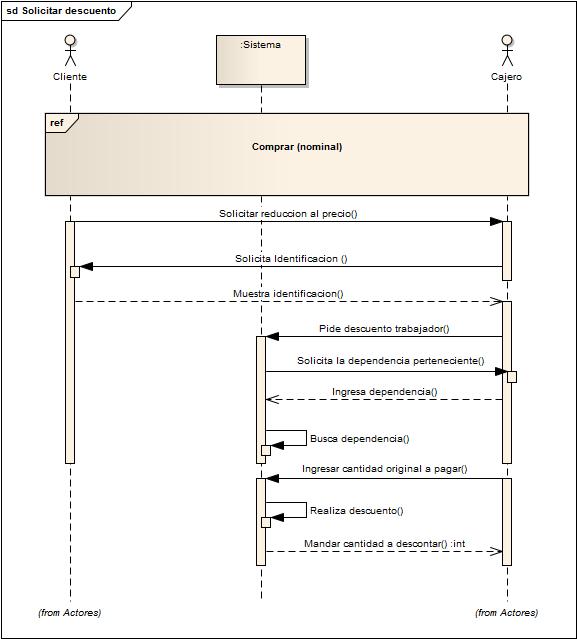 sd Solicitar descuento
:Sistema
Cliente
Cajero
ref
Comprar (nominal)
Solicitar reduccion al precio()
Solicita Identificacion ()
Muestra identificacion()
Pide descuento trabajador()
Solicita la dependencia perteneciente()
Ingresa dependencia()
Busca dependencia()
Ingresar cantidad original a pagar()
Realiza descuento()
Mandar cantidad a descontar() :int
(from Actores)
(from Actores)